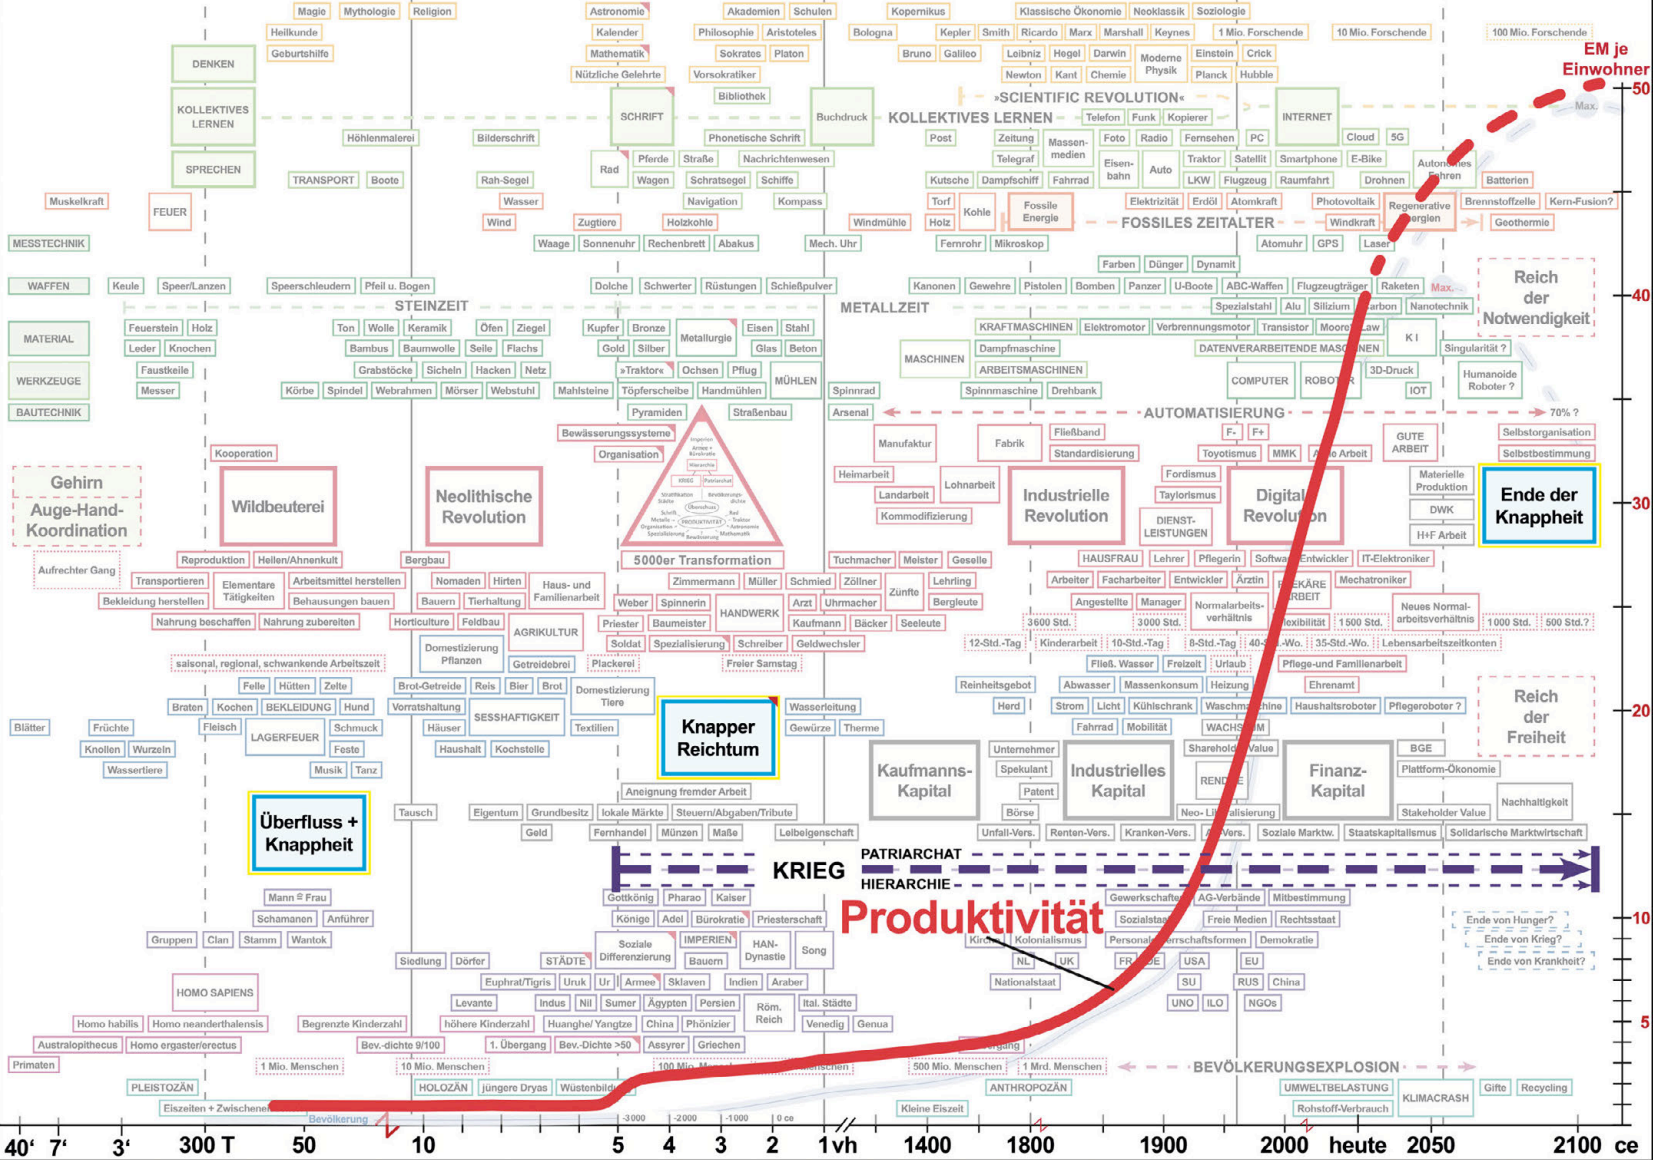 Magie Mythologie Religion Astronomie Akademien Schulen Kopernikus Klassische Ökonomie Neoklassik Soziologie
Heilkunde Kalender Philosophie Aristoteles Bologna Kepler Smith Ricardo Marx Marshall Keynes 1 Mio. Forschende 10 Mio. Forschende 100 Mio. Forschende
Geburtshilfe Mathematik Sokrates Platon Bruno Galileo Leibniz Hegel Darwin Moderne Physik Einstein Crick
EM je Einwohner
DENKEN Nützliche Gelehrte Vorsokratiker Newton Kant Chemie Planck Hubble
50 Max.
Bibliothek »SCIENTIFIC REVOLUTION«
KOLLEKTIVES LERNEN SCHRIFT Buchdruck KOLLEKTIVES LERNEN Telefon Funk Kopierer INTERNET
Höhlenmalerei Bilderschrift Phonetische Schrift Post Zeitung Massen-medien Foto Radio Fernsehen PC Cloud 5G
SPRECHEN Rad Pferde Straße Nachrichtenwesen Telegraf Eisen-bahn Auto Traktor Satellit Smartphone E-Bike
TRANSPORT Boote Rah-Segel Wagen Schratsegel Schiffe Kutsche Dampfschiff Fahrrad LKW Flugzeug Raumfahrt Drohnen Batterien
Muskelkraft FEUER Wasser Navigation Kompass Torf Kohle Fossile Energie Elektrizität Erdöl Atomkraft Photovoltaik Brennstoffzelle Kern-Fusion?
Wind Zugtiere Holzkohle Windmühle Holz FOSSILES ZEITALTER Windkraft Geothermie
MESSTECHNIK Waage Sonnenuhr Rechenbrett Abakus Mech. Uhr Fernrohr Mikroskop Atomuhr GPS Laser
Farben Dünger Dynamit
WAFFEN Keule Speer/Lanzen Speerschleudern Pfeil u. Bogen Dolche Schwerter Rüstungen Schießpulver Kanonen Gewehre Pistolen Bomben Panzer U-Boote ABC-Waffen Flugzeugträger Raketen Max.
Reich der Notwendigkeit
40
STEINZEIT METALLZEIT Spezialstahl Alu Silizium Nanotechnik
MATERIAL Feuerstein Holz Ton Wolle Keramik Öfen Ziegel Kupfer Bronze Metallurgie Eisen Stahl KRAFTMASCHINEN Elektromotor Verbrennungsmotor Transistor K I
Leder Knochen Bambus Baumwolle Seile Flachs Gold Silber Glas Beton MASCHINEN Dampfmaschine DATENVERARBEITENDE MASCHINEN Singularität ?
WERKZEUGE Faustkeile Grabstöcke Sicheln Hacken Netz »Traktor« Ochsen Pflug MÜHLEN ARBEITSMASCHINEN COMPUTER ROBOTER 3D-Druck Humanoide Roboter ?
Messer Körbe Spindel Webrahmen Mörser Webstuhl Mahlsteine Töpferscheibe Handmühlen Spinnrad Spinnmaschine Drehbank IOT
BAUTECHNIK Pyramiden Straßenbau Arsenal AUTOMATISIERUNG 70% ?
Bewässerungssysteme Manufaktur Fabrik Fließband F- F+ GUTE ARBEIT Selbstorganisation
Kooperation Organisation Standardisierung Toyotismus MMK Selbstbestimmung
Gehirn Auge-Hand-Koordination Wildbeuterei Neolithische Revolution Heimarbeit Lohnarbeit Industrielle Revolution Fordismus Digitale Revolution Materielle Produktion Ende der Knappheit
Landarbeit Taylorismus DWK
30
Kommodifizierung DIENST-LEISTUNGEN H+F Arbeit
Reproduktion Heilen/Ahnenkult Bergbau 5000er Transformation Tuchmacher Meister Geselle HAUSFRAU Lehrer Pflegerin Software Entwickler IT-Elektroniker
Aufrechter Gang Transportieren Elementare Tätigkeiten Arbeitsmittel herstellen Nomaden Hirten Haus- und Familienarbeit Zimmermann Müller Schmied Zöllner Zünfte Lehrling Arbeiter Facharbeiter Entwickler Ärztin PREKÄRE ARBEIT Mechatroniker
Bekleidung herstellen Behausungen bauen Bauern Tierhaltung Weber Spinnerin HANDWERK Arzt Uhrmacher Bergleute Angestellte Manager Normalarbeits-verhältnis Neues Normal-arbeitsverhältnis
Nahrung beschaffen Nahrung zubereiten Horticulture Feldbau AGRIKULTUR Priester Baumeister Kaufmann Bäcker Seeleute 3600 Std. 3000 Std. Flexibilität 1 500 Std. 1 000 Std. 500 Std.?
Domestizierung Pflanzen Soldat Spezialisierung Schreiber Geldwechsler 12-Std.-Tag Kinderarbeit 10-Std.-Tag 8-Std.-Tag 40-Std.-Wo. 35-Std.-Wo. Lebensarbeitszeitkonten
saisonal, regional, schwankende Arbeitszeit Getreidebrei Plackerei Freier Samstag Fließ. Wasser Freizeit Urlaub Pflege-und Familienarbeit
Felle Hütten Zelte Brot-Getreide Reis Bier Brot Domestizierung Tiere Reinheitsgebot Abwasser Massenkonsum Heizung Ehrenamt
Reich der Freiheit
Braten Kochen BEKLEIDUNG Hund Vorratshaltung SESSHAFTIGKEIT Knapper Reichtum Wasserleitung Herd Strom Licht Kühlschrank Waschmaschine Haushaltsroboter Pflegeroboter ?
20
Blätter Früchte Fleisch LAGERFEUER Schmuck Häuser Textilien Gewürze Therme Fahrrad Mobilität WACHSTUM
Knollen Wurzeln Feste Haushalt Kochstelle Unternehmer Shareholder Value BGE
Wassertiere Musik Tanz Kaufmanns-Kapital Spekulant Industrielles Kapital RENDITE Finanz-Kapital Plattform-Ökonomie
Überfluss + Knappheit Aneignung fremder Arbeit Patent Nachhaltigkeit
Tausch Eigentum Grundbesitz lokale Märkte Steuern/Abgaben/Tribute Börse Neo- Liberalisierung Stakeholder Value
Geld Fernhandel Münzen Maße Leibeigenschaft Unfall-Vers. Renten-Vers. Kranken-Vers. Soziale Marktw. Staatskapitalismus Solidarische Marktwirtschaft
PATRIARCHAT
KRIEG
HIERARCHIE
Mann = Frau Gottkönig Pharao Kaiser Gewerkschaften AG-Verbände Mitbestimmung
Produktivität
Schamanen Anführer Könige Adel Bürokratie Priesterschaft Sozialstaat Freie Medien Rechtsstaat Ende von Hunger?
10
Gruppen Clan Stamm Wantok Soziale Differenzierung IMPERIEN HAN-Dynastie Song Kolonialismus Demokratie Ende von Krieg?
Siedlung Dörfer STÄDTE Bauern NL UK FR DE USA EU Ende von Krankheit?
HOMO SAPIENS Euphrat/Tigris Uruk Ur Armee Sklaven Indien Araber Nationalstaat SU RUS China
Levante Indus Nil Sumer Ägypten Persien Röm. Reich Ital. Städte UNO ILO NGOs
Homo habilis Homo neanderthalensis Begrenzte Kinderzahl höhere Kinderzahl Huanghe/ Yangtze China Phönizier Venedig Genua
5
Australopithecus Homo ergaster/erectus Bev.-dichte 9/100 1. Übergang Bev.-Dichte >50 Assyrer Griechen
Primaten 1 Mio. Menschen 10 Mio. Menschen 100 Mio. Menschen 500 Mio. Menschen 1 Mrd. Menschen BEVÖLKERUNGSEXPLOSION
PLEISTOZÄN HOLOZÄN jüngere Dryas ANTHROPOZÄN UMWELTBELASTUNG KLIMACRASH Gifte Recycling
Kleine Eiszeit Rohstoff-Verbrauch
Bevölkerung -3000 -2000 -1000 0 ce
40‘ 7‘ 3‘ 300 T 50 10 5 4 3 2 1 vh 1400 1800 1900 2000 heute 2050 2100 ce